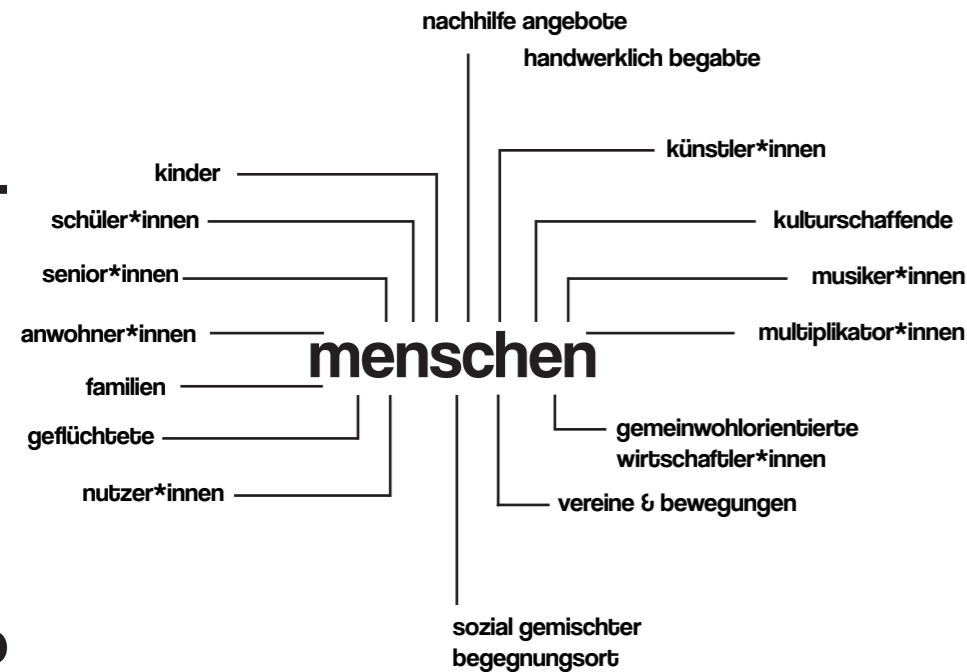 nachhilfe angebote
handwerklich begabte
künstler*innen
kinder
schüler*innen
kulturschaffende
senior*innen
musiker*innen
anwohner*innen
multiplikator*innen
menschen
familien
geflüchtete
gemeinwohlorientierte
wirtschaftler*innen
nutzer*innen
vereine & bewegungen
sozial gemischter
begegnungsort